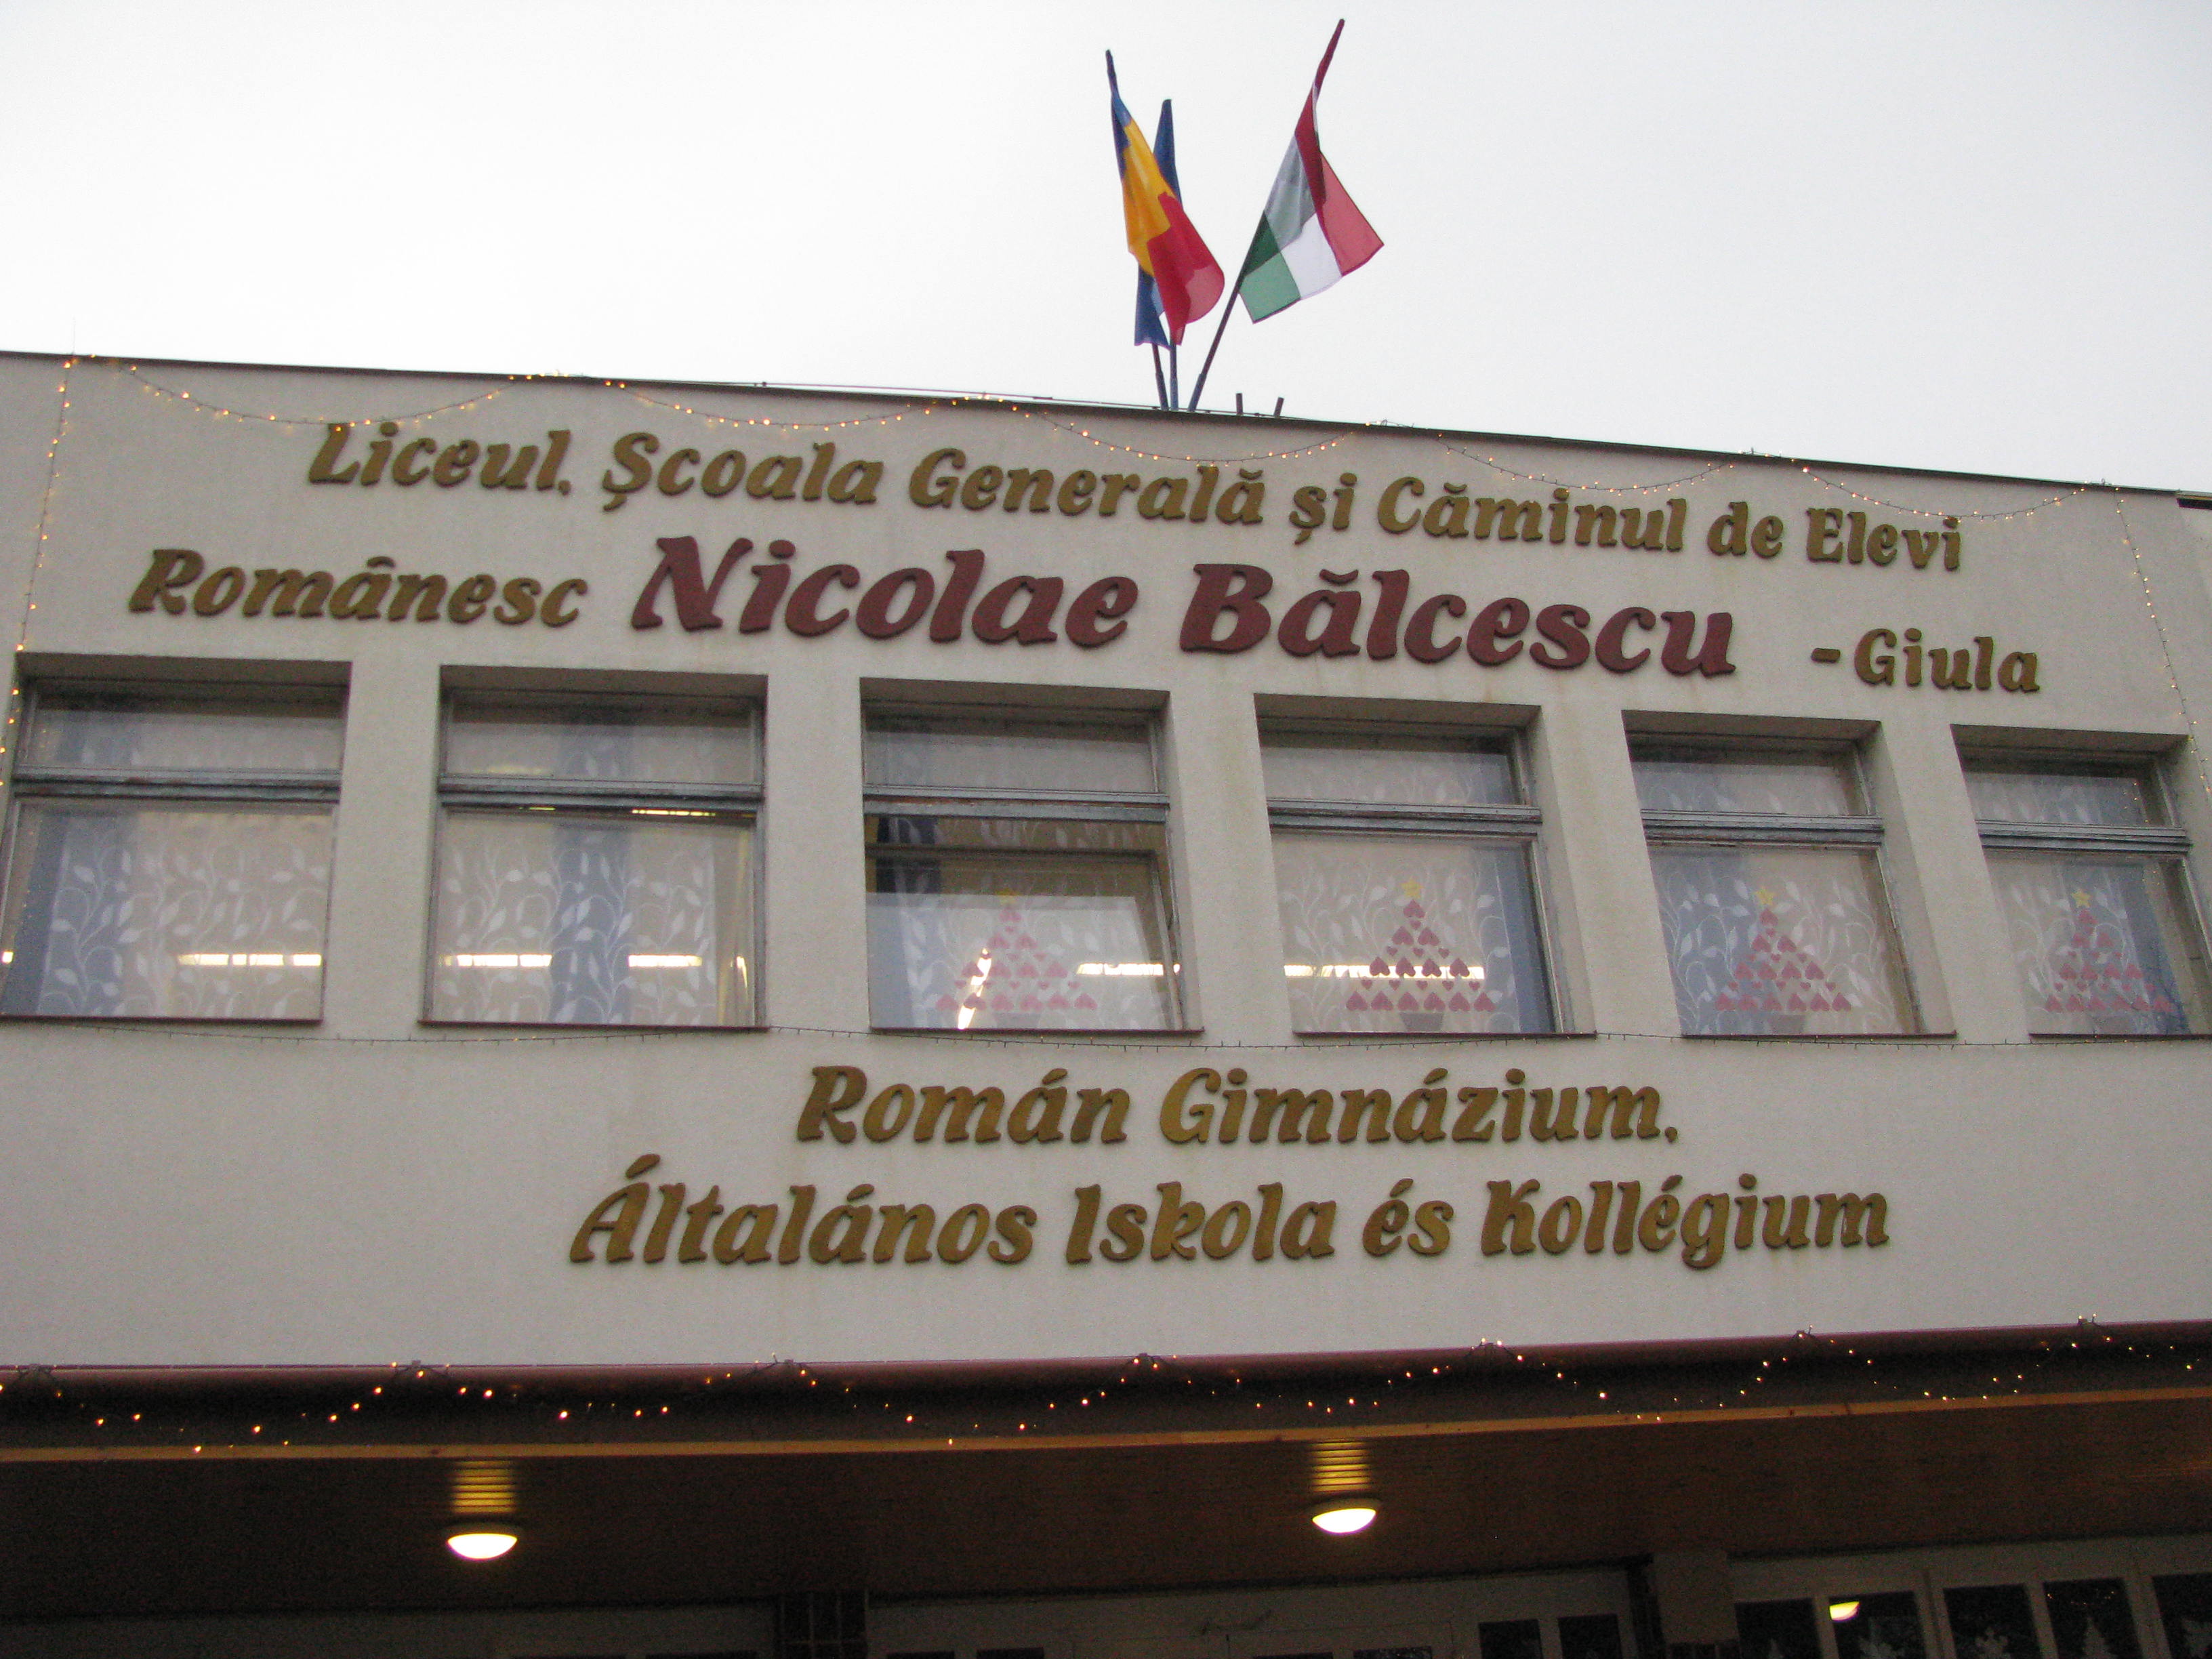 Liceul, Școala Generală și Căminul de Elevi
Românesc Nicolae Bălcescu -Giula
Román Gimnázium,
Általános Iskola és Kollégium